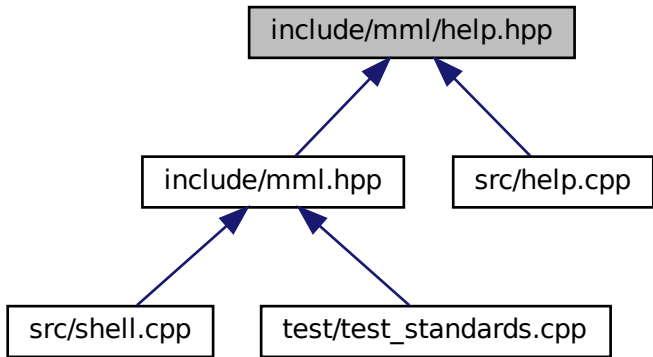 include/mml/help.hpp
include/mml.hpp
src/help.cpp
src/shell.cpp
test/test_standards.cpp